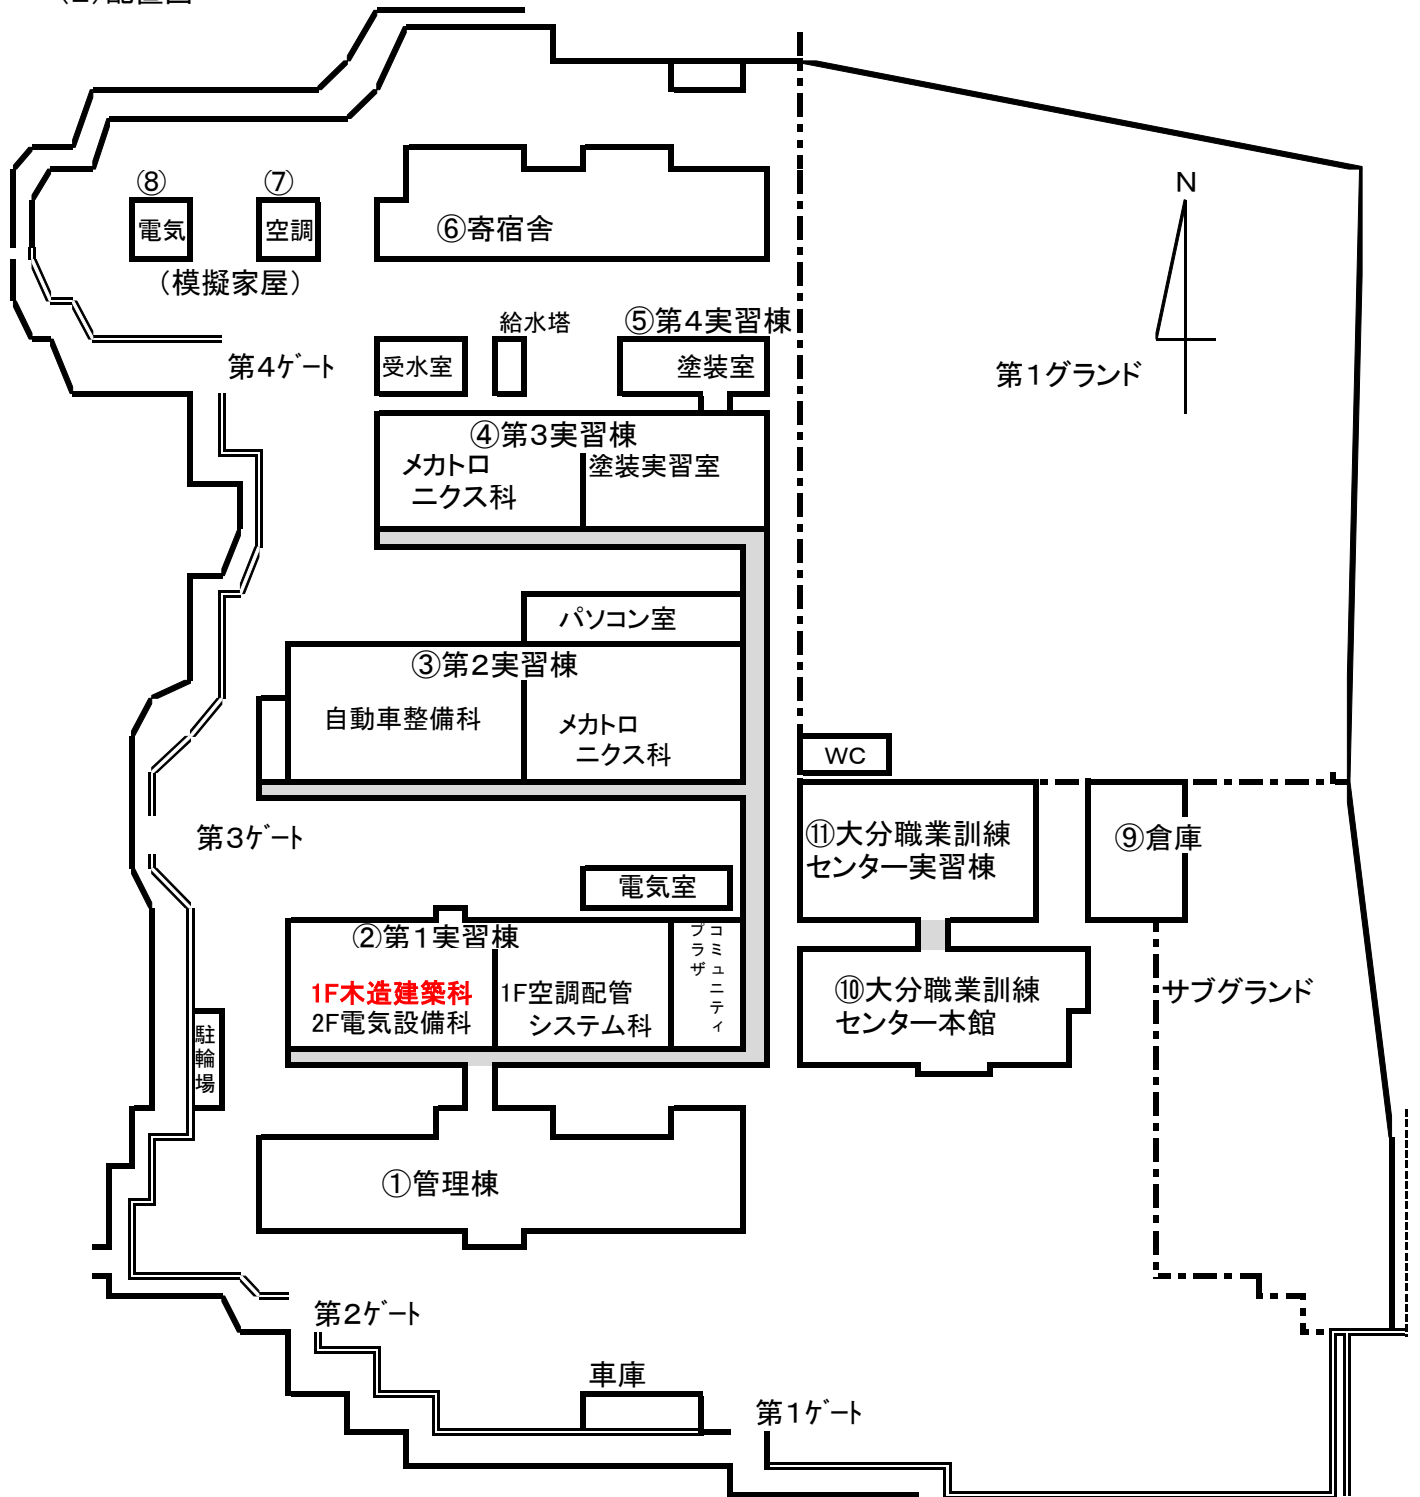 ⑧
⑦
電気
空調
(模擬家屋)
⑥寄宿舎
N
給水塔
⑤第4実習棟
第4ゲート
受水室
塗装室
第1グランド
④第3実習棟
メカトロ
ニクス科
塗装実習室
パソコン室
③第2実習棟
自動車整備科
メカトロ
ニクス科
WC
第3ゲート
⑪大分職業訓練
センター実習棟
⑨倉庫
電気室
②第1実習棟
コミュニティ
プラザ
1F木造建築科
2F電気設備科
1F空調配管
システム科
⑩大分職業訓練
センター本館
サブグランド
駐輪場
①管理棟
第2ゲート
車庫
第1ゲート